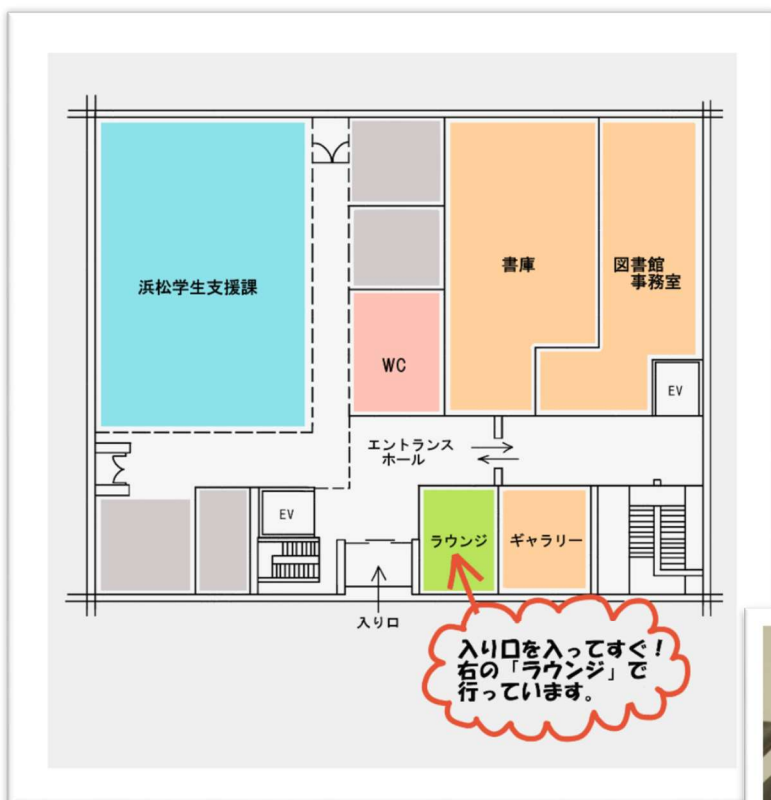 浜松学生支援課
書庫
図書館
事務室
WC
EV
エントランス
ホール
EV
ラウンジ
ギャラリー
入り口
入り口を入ってすぐ！
右の「ラウンジ」で
行っています。